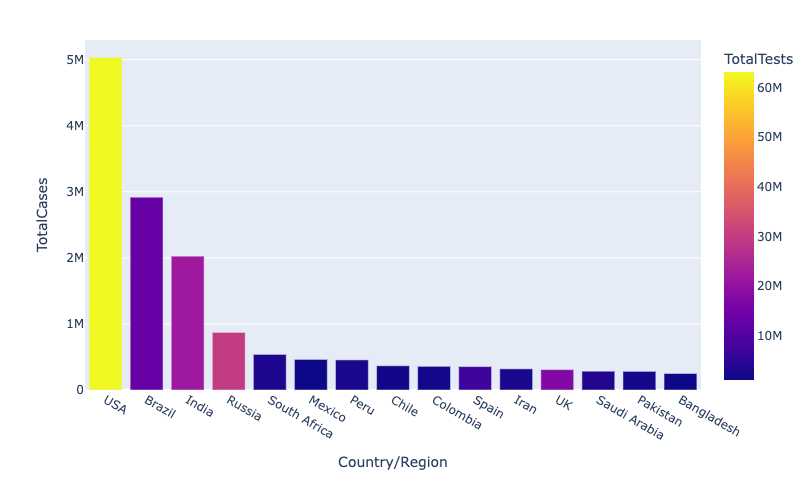 TotalTests
5M
4M
3M
2M
1M
0
TotalCases
60M
50M
40M
30M
20M
10M
USA
Brazil
India
Russia
South Africa
Mexico
Peru
Chile
Colombia
Spain
Iran
UK
Saudi Arabia
Pakistan
Bangladesh
Country/Region